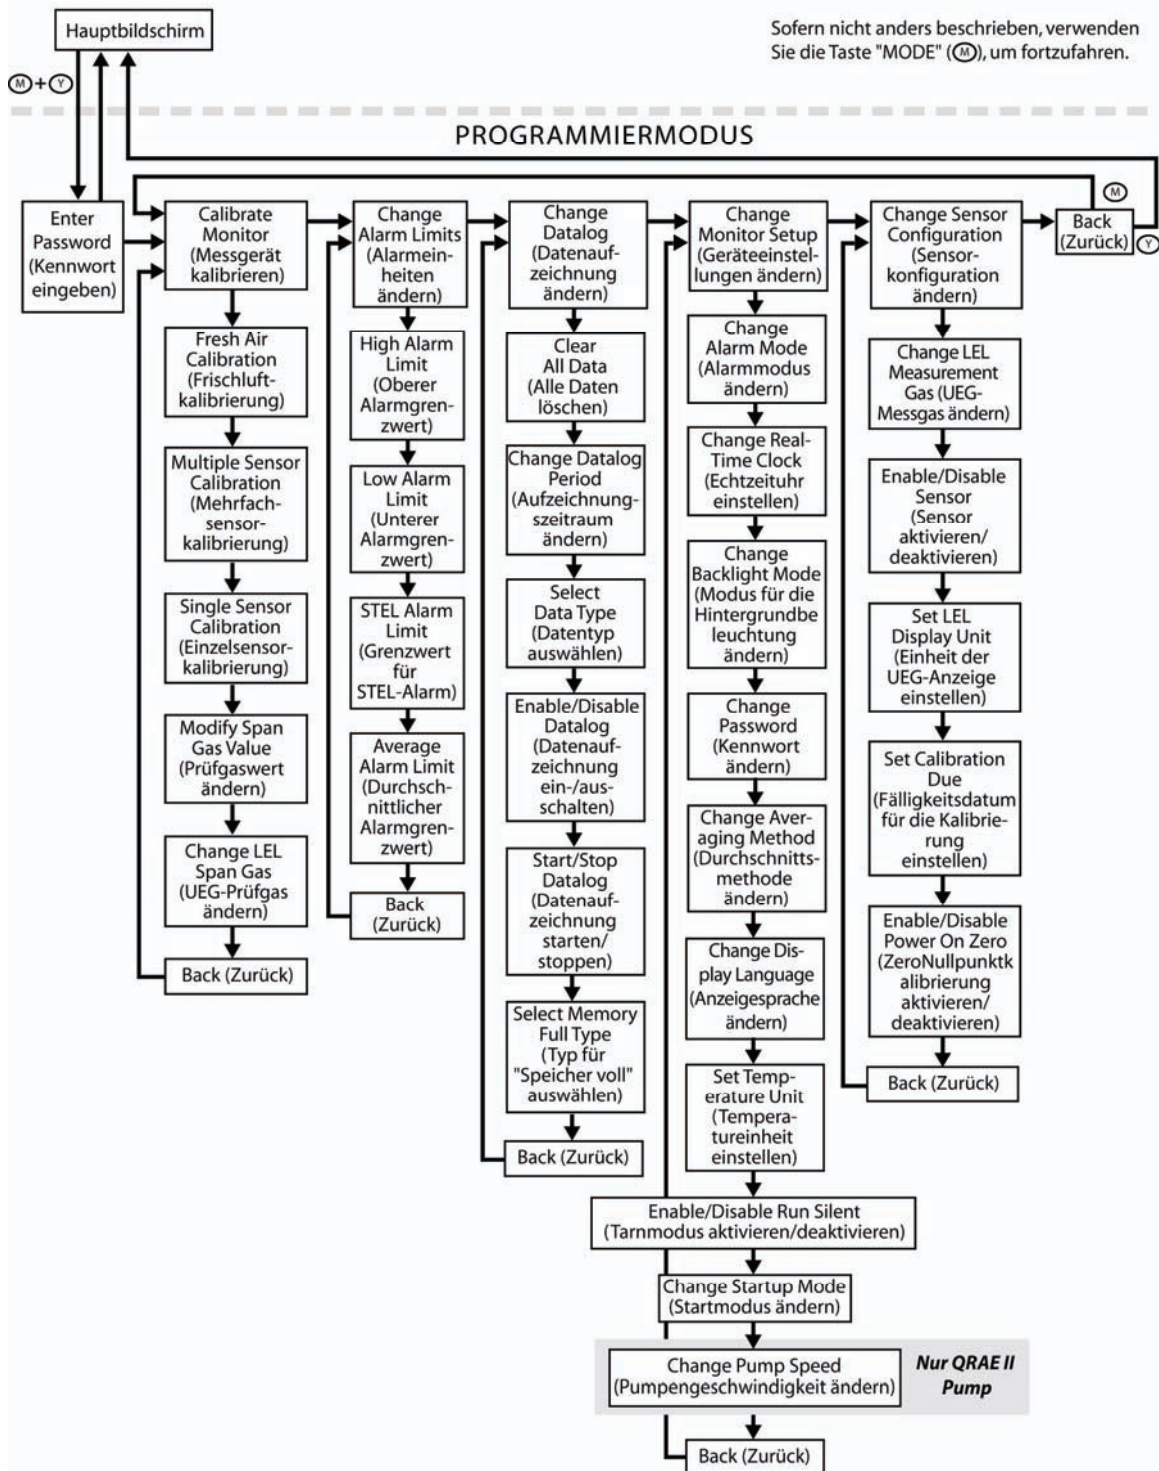 Hauptbildschirm
Sofern nicht anders beschrieben, verwenden
Sie die Taste "MODE" (M), um fortzufahren.
M + Y
PROGRAMMIERMODUS
Enter
Password
(Kennwort
eingeben)
Calibrate
Monitor
(Messgerät
kalibrieren)
Fresh Air
Calibration
(Frischluft-
kalibrierung)
Multiple Sensor
Calibration
(Mehrfach-
sensor-
kalibrierung)
Single Sensor
Calibration
(Einzelsensor-
kalibrierung)
Modify Span
Gas Value
(Prüfgaswert
ändern)
Change LEL
Span Gas
(UEG-Prüfgas
ändern)
Back (Zurück)
Change
Alarm Limits
(Alarmein-
heiten
ändern)
High Alarm
Limit
(Oberer
Alarmgren-
zwert)
Low Alarm
Limit
(Unterer
Alarmgren-
zwert)
STEL Alarm
Limit
(Grenzwert
für
STEL-Alarm)
Average
Alarm Limit
(Durchsch-
nittlicher
Alarmgren-
zwert)
Back
(Zurück)
Change
Datalog
(Datenauf-
zeichnung
ändern)
Clear
All Data
(Alle Daten
löschen)
Change Datalog
Period
(Aufzeichnung-
szeitraum
ändern)
Select
Data Type
(Datentyp
auswählen)
Enable/Disable
Datalog
(Datenauf-
zeichnung
ein-/aus-
schalten)
Start/Stop
Datalog
(Datenauf-
zeichnung
starten/
stoppen)
Select Memory
Full Type
(Typ für
"Speicher voll"
auswählen)
Back (Zurück)
Change
Monitor Setup
(Geräteeinstel-
lungen ändern)
Change
Alarm Mode
(Alarmmodus
ändern)
Change Real-
Time Clock
(Echtzeituhr
einstellen)
Change
Backlight Mode
(Modus für die
Hintergrundbe
leuchtung
ändern)
Change
Password
(Kennwort
ändern)
Change Aver-
aging Method
(Durchschnitts-
methode
ändern)
Change Dis-
play Language
(Anzeigesprache
ändern)
Set Temp-
erature Unit
(Tempera-
tureinheit
einstellen)
Enable/Disable Run Silent
(Tarnmodus aktivieren/deaktivieren)
Change Startup Mode
(Startmodus ändern)
Change Pump Speed
(Pumpengeschwindigkeit ändern)
Nur QRAE II
Pump
Back (Zurück)
Change Sensor
Configuration
(Sensor-
konfiguration
ändern)
Change LEL
Measurement
Gas (UEG-
Messgas ändern)
Enable/Disable
Sensor
(Sensor
aktivieren/
deaktivieren)
Set LEL
Display Unit
(Einheit der
UEG-Anzeige
einstellen)
Set Calibration
Due
(Fälligkeitsdatum
für die Kalibrie-
rung
einstellen)
Enable/Disable
Power On Zero
(ZeroNullpunktk
alibrierung
aktivieren/
deaktivieren)
Back (Zurück)
M
Back
(Zurück)
Y